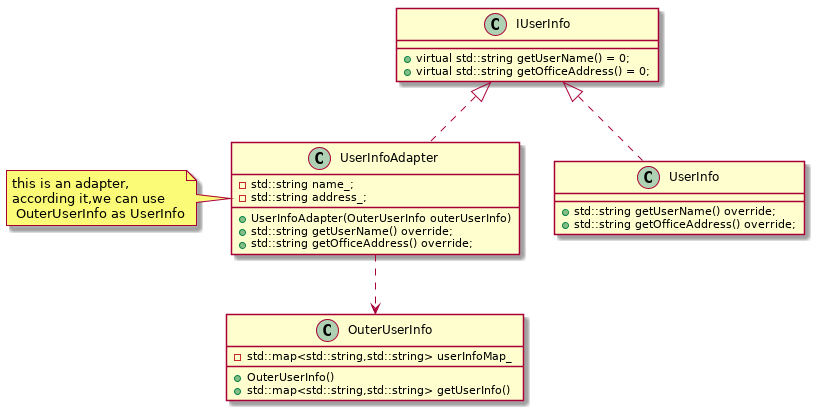 C IUserInfo
virtual std::string getUserName() = 0;
virtual std::string getOfficeAddress() = 0;
C UserInfoAdapter
std::string name_;
std::string address_;
UserInfoAdapter(OuterUserInfo outerUserInfo)
std::string getUserName() override;
std::string getOfficeAddress() override;
C UserInfo
std::string getUserName() override;
std::string getOfficeAddress() override;
this is an adapter,
according it,we can use
OuterUserInfo as UserInfo
C OuterUserInfo
std::map<std::string,std::string> userInfoMap_
OuterUserInfo()
std::map<std::string,std::string> getUserInfo()